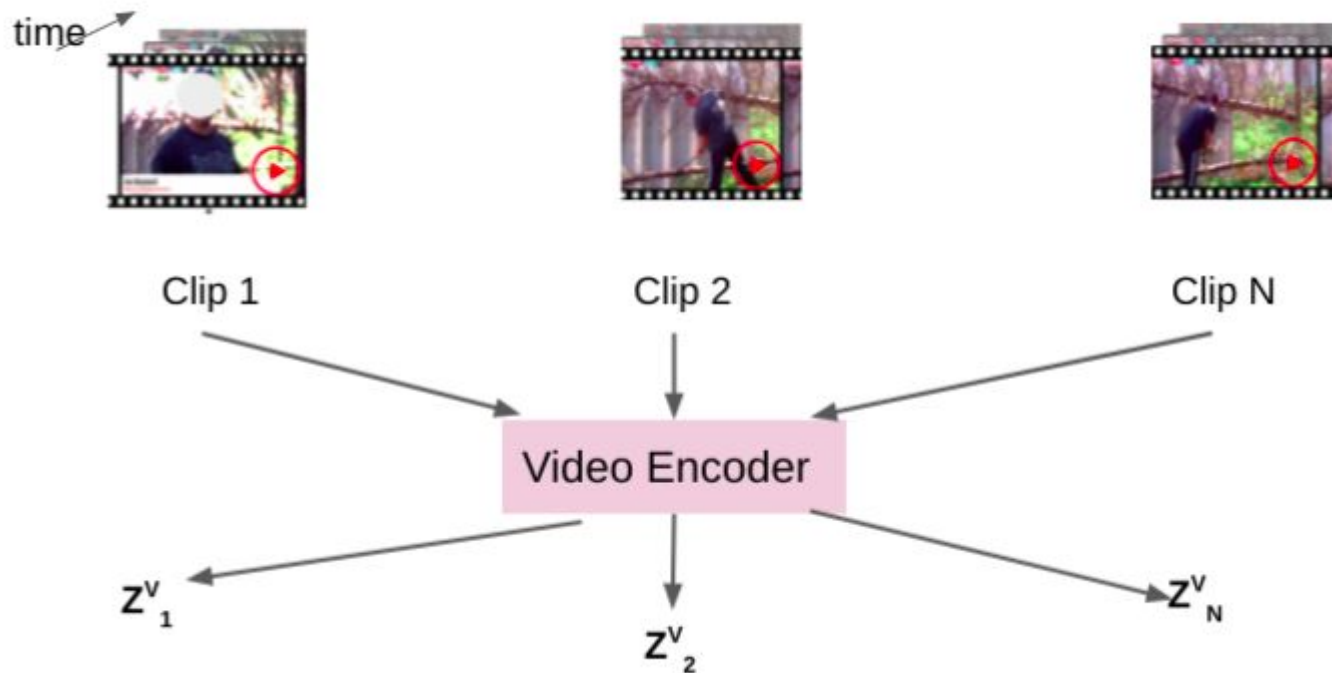 time
Clip 1
Clip 2
Clip N
Video Encoder
Z^V_1
Z^V_2
Z^V_N